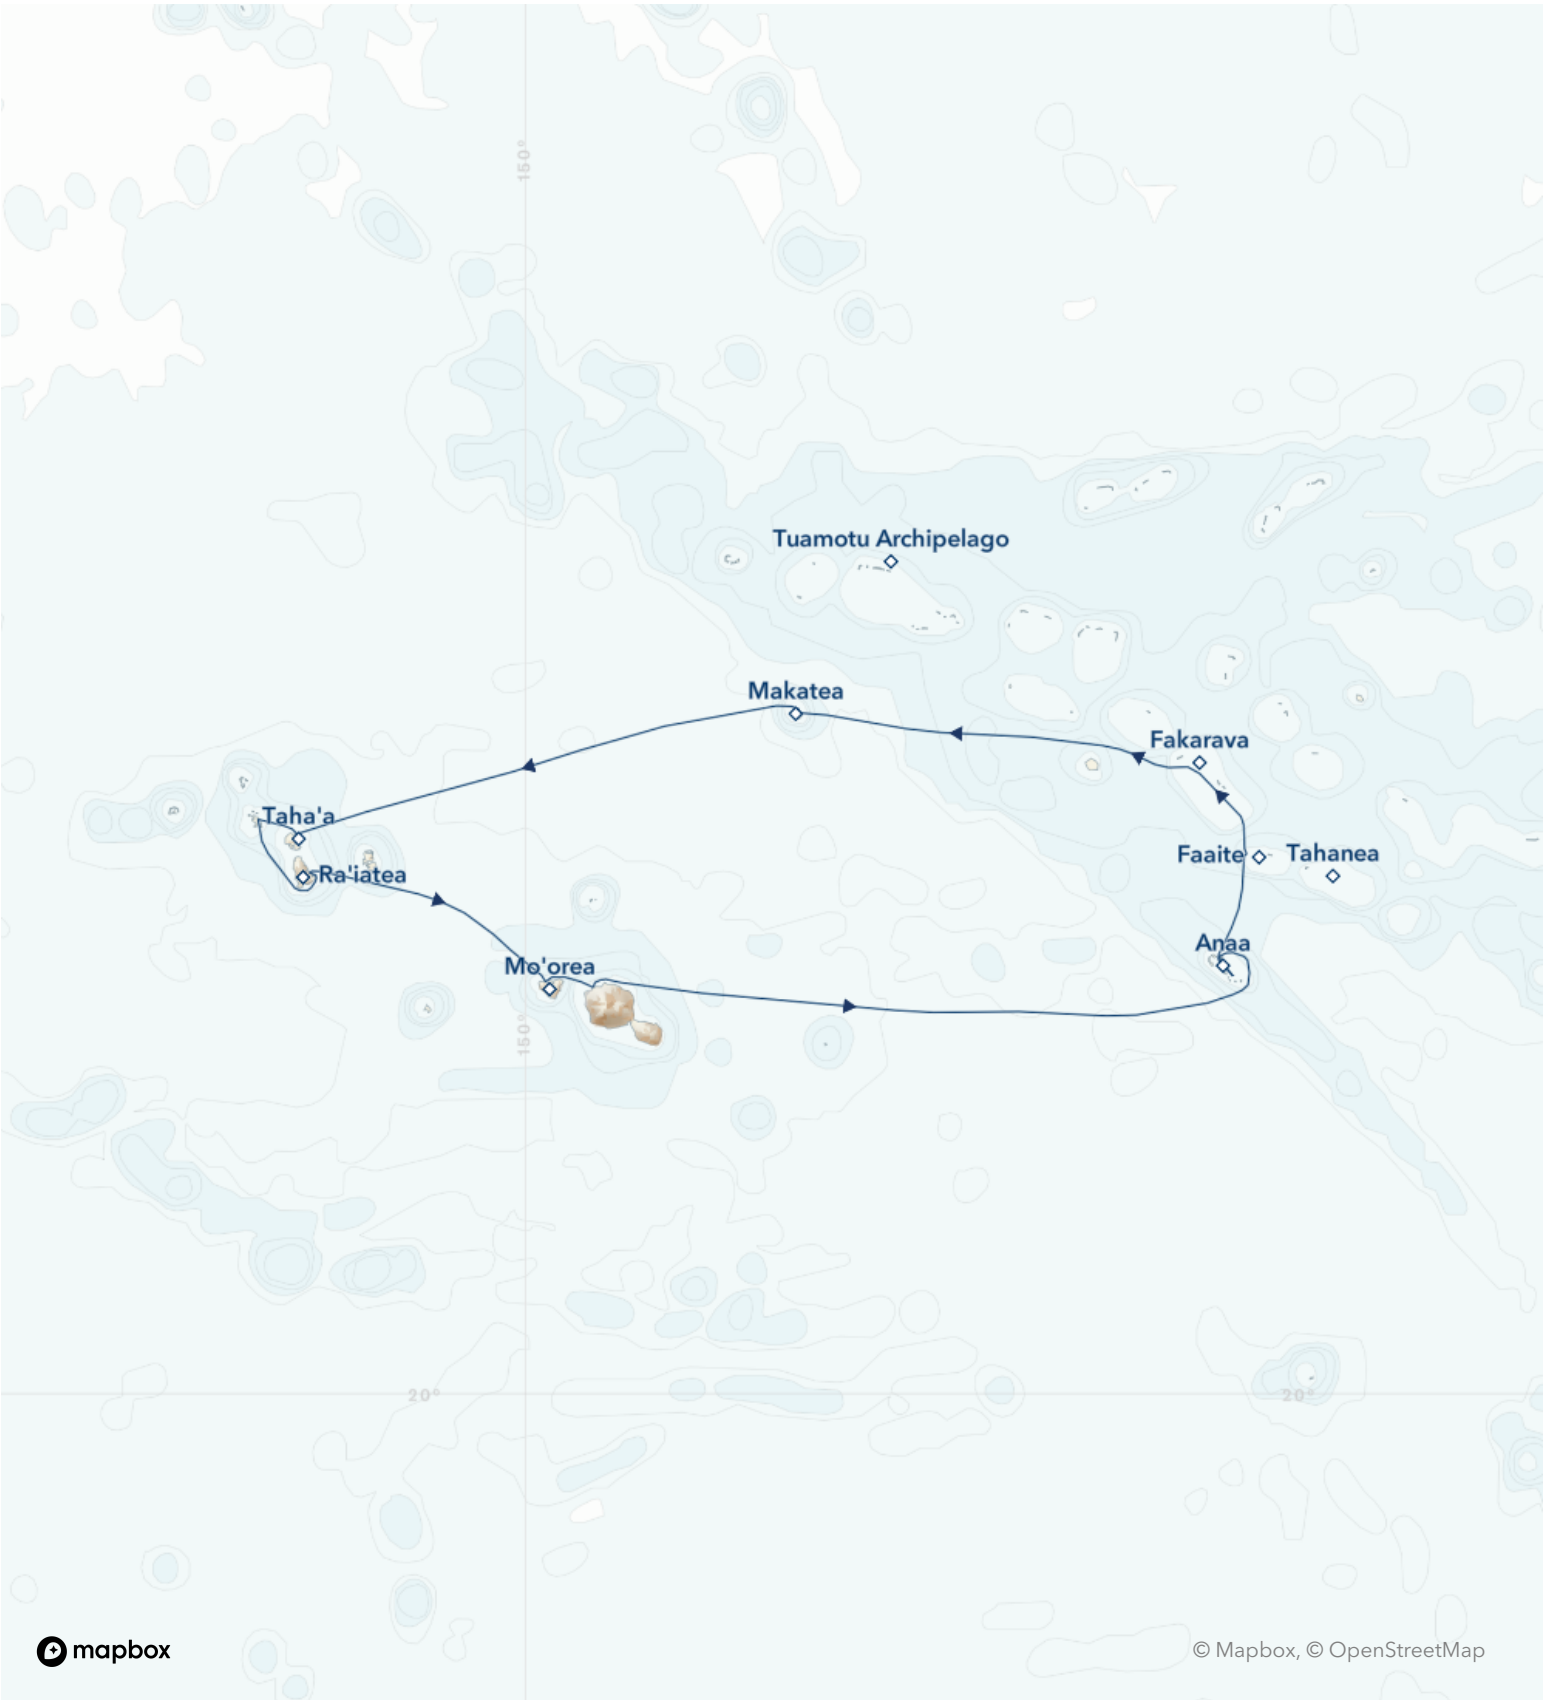 150°
Tuamotu Archipelago
Makatea
Fakarava
Taha'a
Faaite
Tahanea
Ra'iatea
Anaa
Mo'orea
150°
20°
20°
mapbox
© Mapbox, © OpenStreetMap